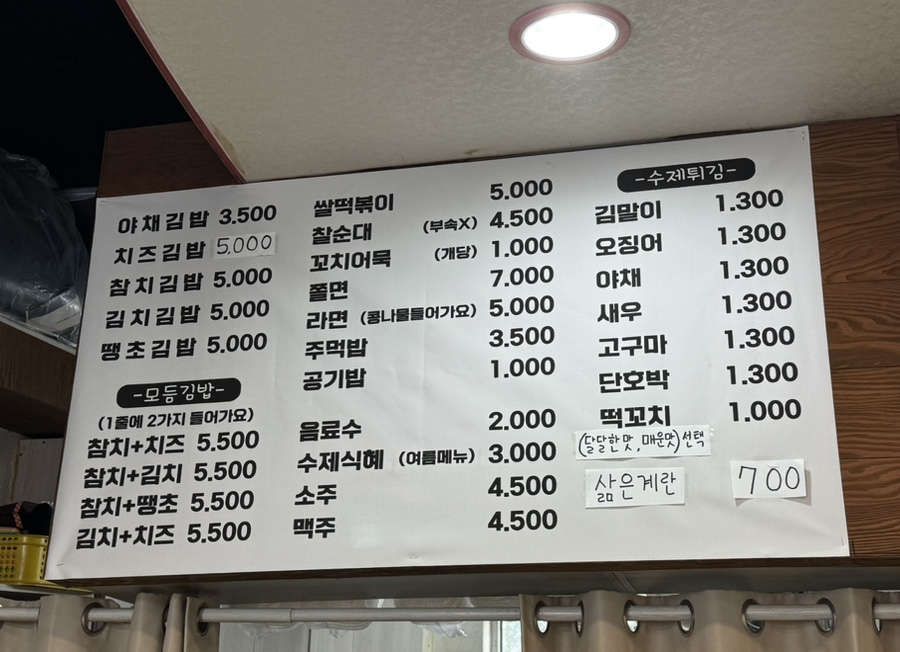 야채김밥 3.500
치즈김밥 5,000
참치김밥 5.000
김치김밥 5.000
땡초김밥 5.000
-모듬김밥-
(1줄에 2가지 들어가요)
참치+치즈 5.500
참치+김치 5.500
참치+땡초 5.500
김치+치즈 5.500
쌀떡볶이 5.000
찰순대 (부속X) 4.500
꼬치어묵 (개당) 1.000
쫄면 7.000
라면 (콩나물들어가요) 5.000
주먹밥 3.500
공기밥 1.000
음료수 2.000
수제식혜 (여름메뉴) 3.000
소주 4.500
맥주 4.500
-수제튀김-
김말이 1.300
오징어 1.300
야채 1.300
새우 1.300
고구마 1.300
단호박 1.300
떡꼬치 1.000
(달달한맛, 매운맛)선택
삶은계란 700